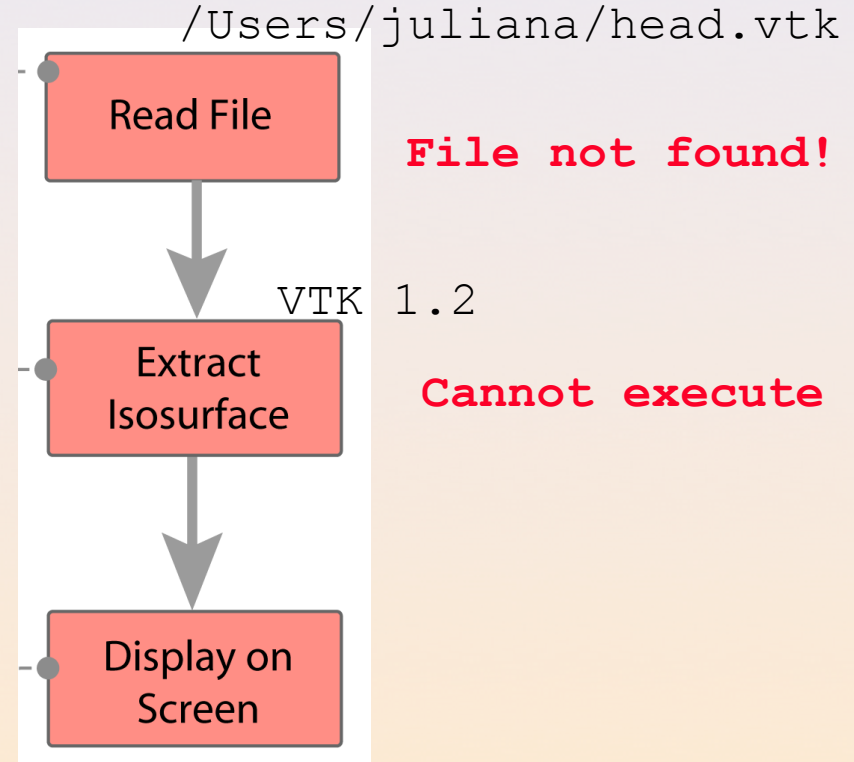 /Users/juliana/head.vtk
Read File
File not found!
VTK 1.2
Extract
Isosurface
Cannot execute
Display on
Screen